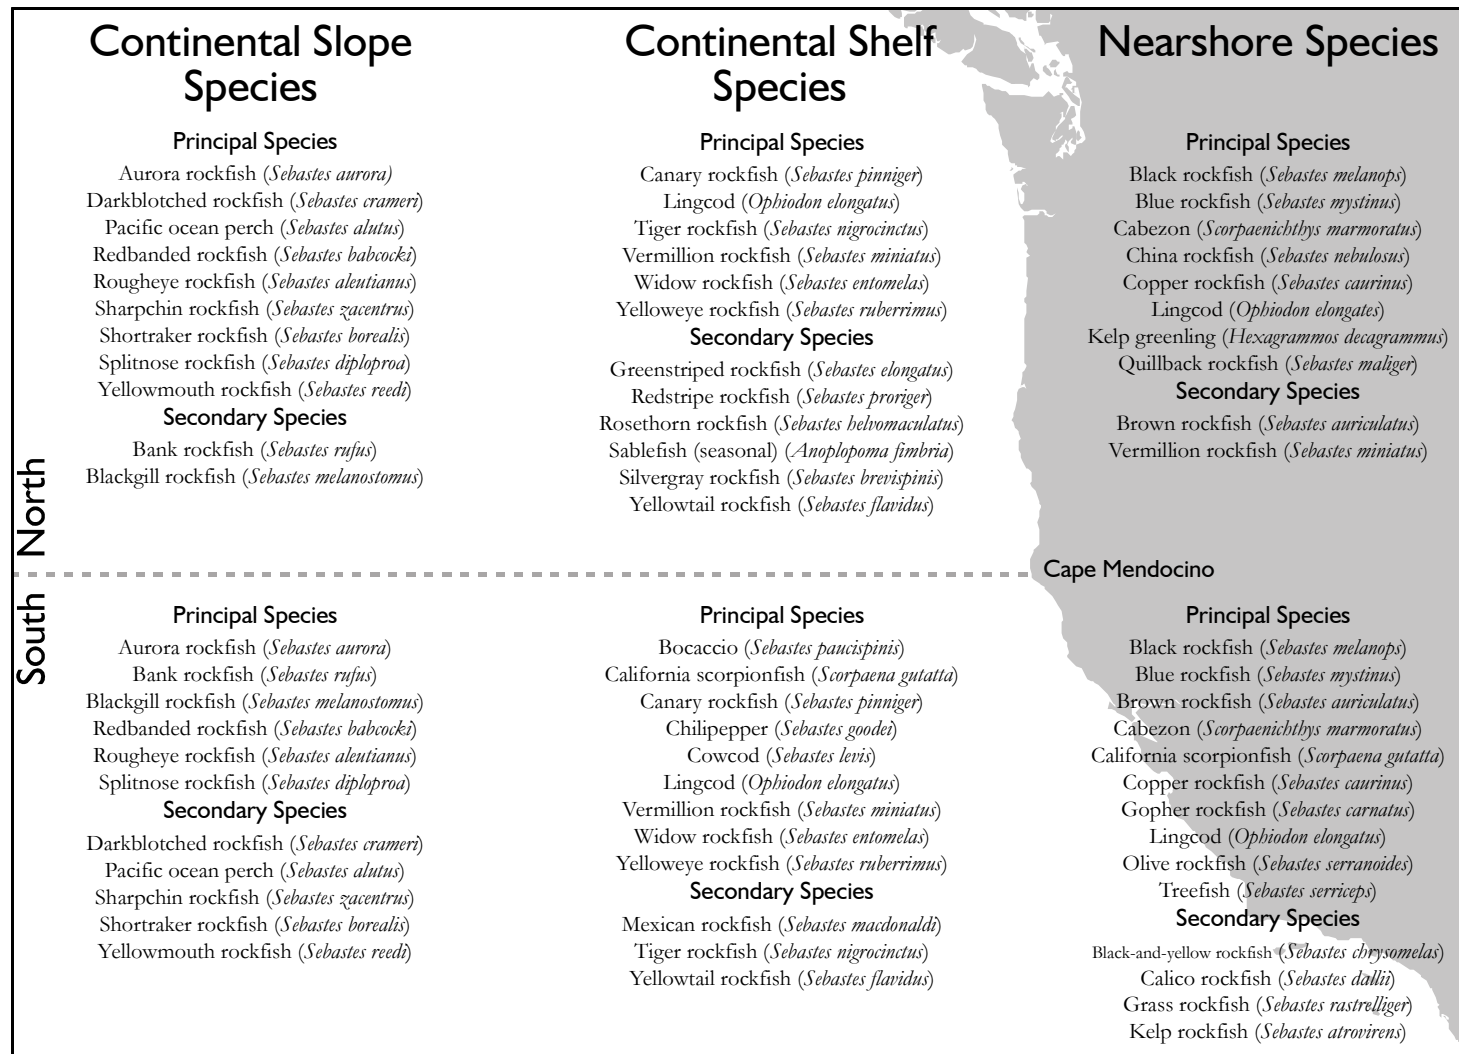 Continental Slope
Species
Principal Species
Aurora rockfish (Sebastes aurora)
Darkblotched rockfish (Sebastes crameri)
Pacific ocean perch (Sebastes alutus)
Redbanded rockfish (Sebastes babcocki)
Rougheye rockfish (Sebastes aleutianus)
Sharpchin rockfish (Sebastes zacentrus)
Shortraker rockfish (Sebastes borealis)
Splitnose rockfish (Sebastes diploproa)
Yellowmouth rockfish (Sebastes reedi)
Secondary Species
Bank rockfish (Sebastes rufus)
Blackgill rockfish (Sebastes melanostomus)
Continental Shelf
Species
Principal Species
Canary rockfish (Sebastes pinniger)
Lingcod (Ophiodon elongatus)
Tiger rockfish (Sebastes nigrocinctus)
Vermillion rockfish (Sebastes miniatus)
Widow rockfish (Sebastes entomelas)
Yelloweye rockfish (Sebastes ruberrimus)
Secondary Species
Greenstriped rockfish (Sebastes elongatus)
Redstripe rockfish (Sebastes proriger)
Rosethorn rockfish (Sebastes helvomaculatus)
Sablefish (seasonal) (Anoplopoma fimbria)
Silvergray rockfish (Sebastes brevispinis)
Yellowtail rockfish (Sebastes flavidus)
Nearshore Species
Principal Species
Black rockfish (Sebastes melanops)
Blue rockfish (Sebastes mystinus)
Cabezon (Scorpaenichthys marmoratus)
China rockfish (Sebastes nebulosus)
Copper rockfish (Sebastes caurinus)
Lingcod (Ophiodon elongates)
Kelp greenling (Hexagrammos decagrammus)
Quillback rockfish (Sebastes maliger)
Secondary Species
Brown rockfish (Sebastes auriculatus)
Vermillion rockfish (Sebastes miniatus)
North
Cape Mendocino
South
Principal Species
Aurora rockfish (Sebastes aurora)
Bank rockfish (Sebastes rufus)
Blackgill rockfish (Sebastes melanostomus)
Redbanded rockfish (Sebastes babcocki)
Rougheye rockfish (Sebastes aleutianus)
Splitnose rockfish (Sebastes diploproa)
Secondary Species
Darkblotched rockfish (Sebastes crameri)
Pacific ocean perch (Sebastes alutus)
Sharpchin rockfish (Sebastes zacentrus)
Shortraker rockfish (Sebastes borealis)
Yellowmouth rockfish (Sebastes reedi)
Principal Species
Bocaccio (Sebastes paucispinis)
California scorpionfish (Scorpaena gutatta)
Canary rockfish (Sebastes pinniger)
Chilipepper (Sebastes goodei)
Cowcod (Sebastes levis)
Lingcod (Ophiodon elongatus)
Vermillion rockfish (Sebastes miniatus)
Widow rockfish (Sebastes entomelas)
Yelloweye rockfish (Sebastes ruberrimus)
Secondary Species
Mexican rockfish (Sebastes macdonaldi)
Tiger rockfish (Sebastes nigrocinctus)
Yellowtail rockfish (Sebastes flavidus)
Principal Species
Black rockfish (Sebastes melanops)
Blue rockfish (Sebastes mystinus)
Brown rockfish (Sebastes auriculatus)
Cabezon (Scorpaenichthys marmoratus)
California scorpionfish (Scorpaena gutatta)
Copper rockfish (Sebastes caurinus)
Gopher rockfish (Sebastes carnatus)
Lingcod (Ophiodon elongatus)
Olive rockfish (Sebastes serranoides)
Treefish (Sebastes serriceps)
Secondary Species
Black-and-yellow rockfish (Sebastes chrysomelas)
Calico rockfish (Sebastes dallii)
Grass rockfish (Sebastes rastrelliger)
Kelp rockfish (Sebastes atrovirens)